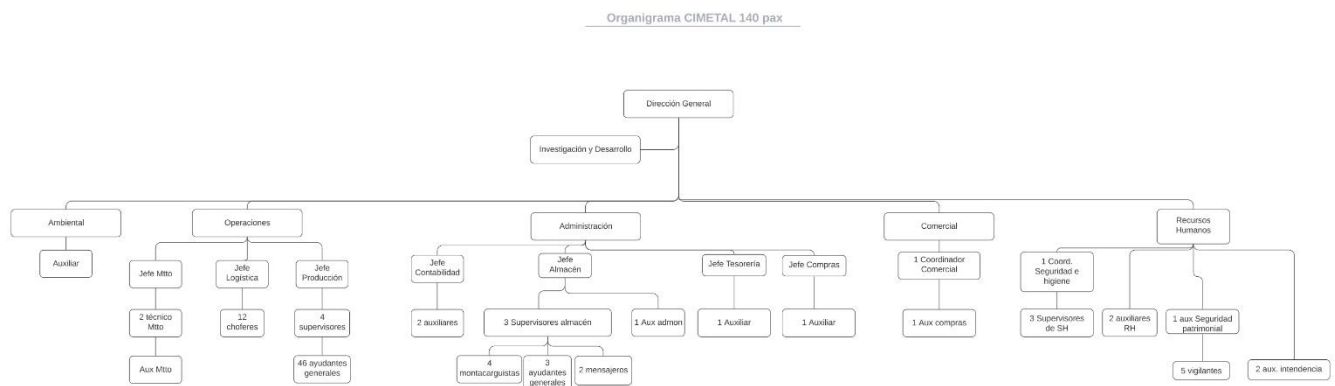 Organigrama CIMETAL 140 pax
Dirección General
Investigación y Desarrollo
Ambiental
Operaciones
Administración
Comercial
Recursos
Humanos
Auxiliar
Jefe Mtto
Jefe
Logística
Jefe
Producción
Jefe
Contabilidad
Jefe
Almacén
Jefe Tesorería
Jefe Compras
1 Coordinador
Comercial
1 Coord.
Seguridad e
higiene
2 técnico
Mtto
12
choferes
4
supervisores
2 auxiliares
3 Supervisores almacén
1 Aux admon
1 Auxiliar
1 Auxiliar
1 Aux compras
3 Supervisores
de SH
2 auxiliares
RH
1 aux Seguridad
patrimonial
Aux Mtto
46 ayudantes
generales
4
montacarguistas
3
ayudantes
generales
2 mensajeros
5 vigilantes
2 aux. intendencia